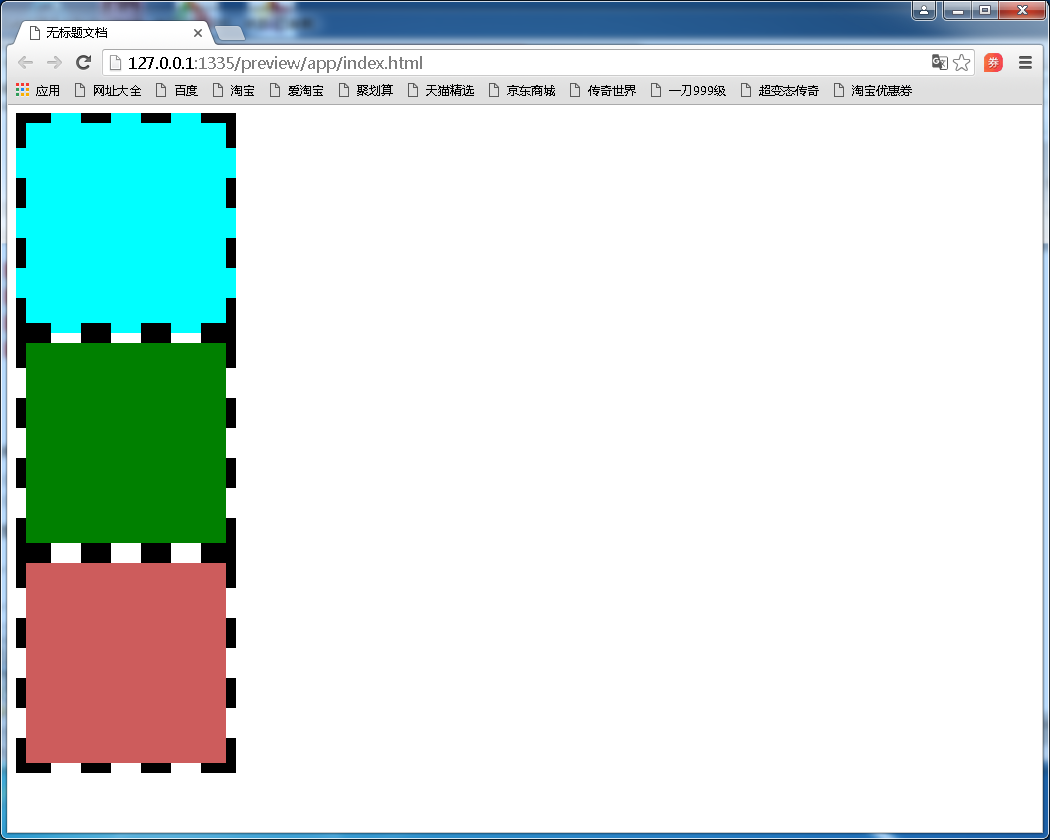 无标题文档
127.0.0.1:1335/preview/app/index.html
券
应用 网址大全 百度 淘宝 爱淘宝 聚划算 天猫精选 京东商城 传奇世界 一刀999级 超变态传奇 淘宝优惠券